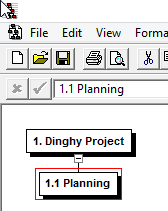 File Edit View Forma
1.1 Planning
1. Dinghy Project
1.1 Planning